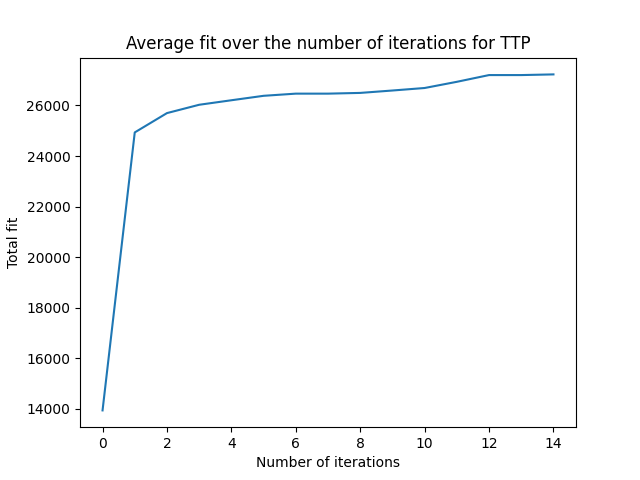 Average fit over the number of iterations for TTP
Total fit
26000
24000
22000
20000
18000
16000
14000
0 2 4 6 8 10 12 14
Number of iterations